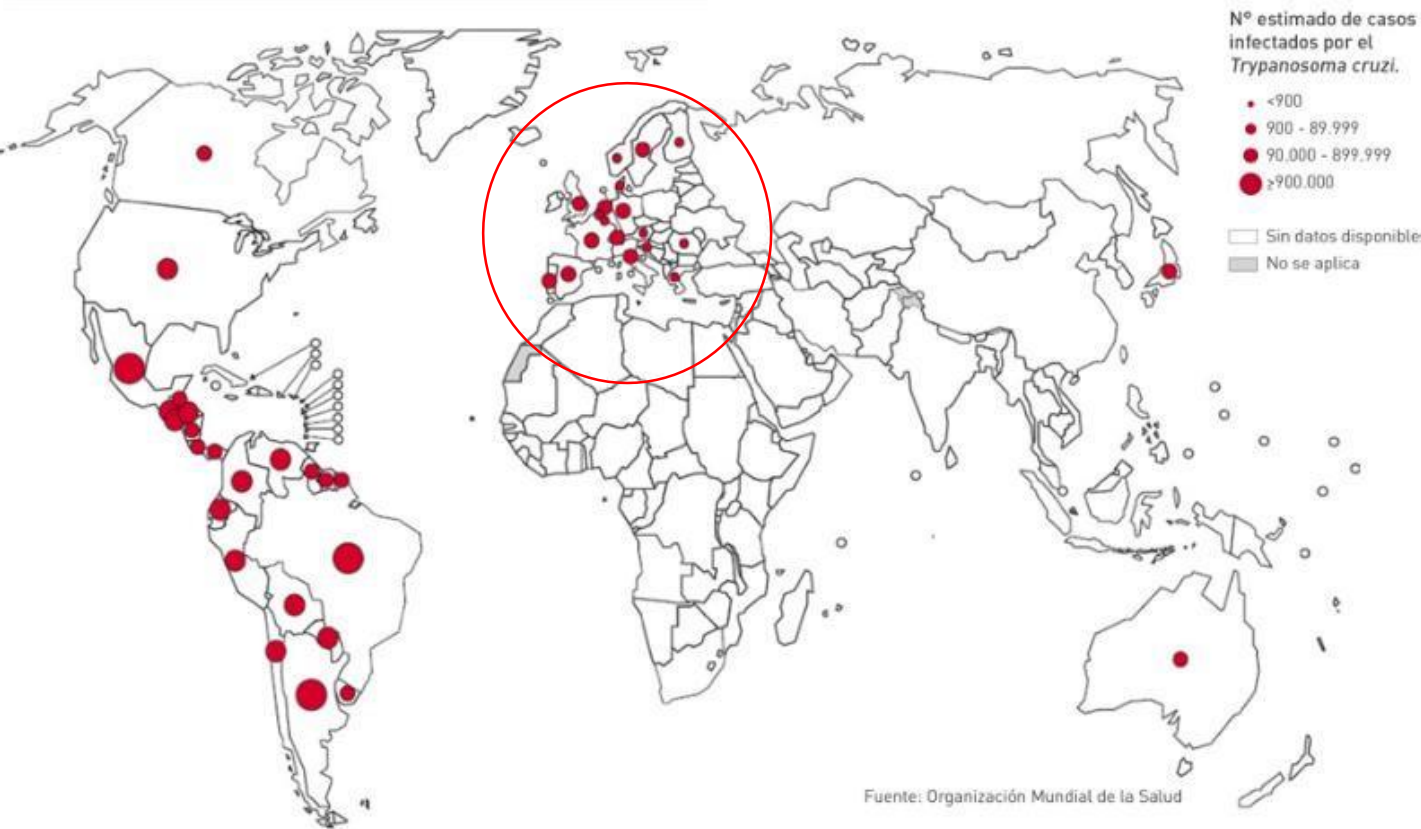 N° estimado de casos
infectados por el
Trypanosoma cruzi.
<900
900 - 89.999
90.000 - 899.999
≥900.000
Sin datos disponibles
No se aplica
Fuente: Organización Mundial de la Salud